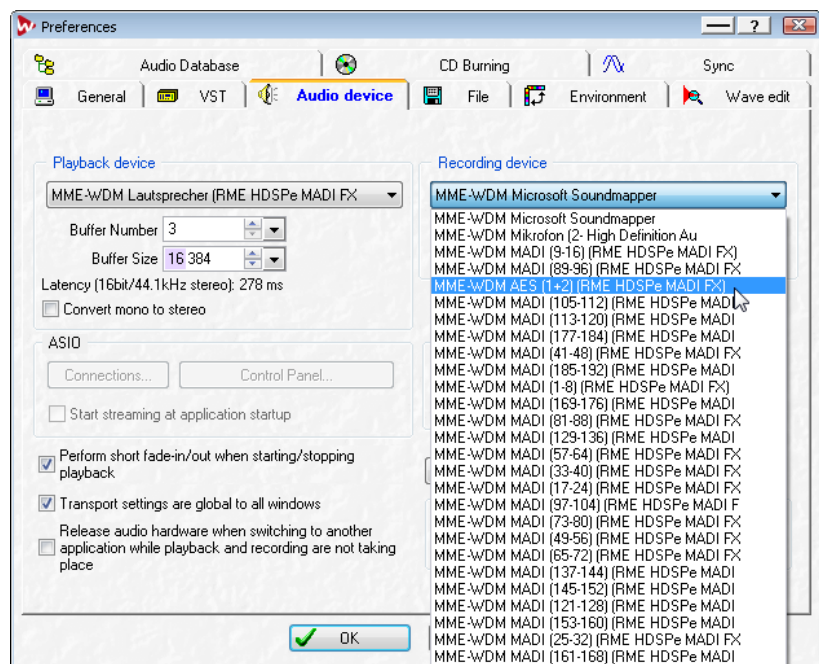 Preferences
?
Audio Database
CD Burning
Sync
General
VST
Audio device
File
Environment
Wave edit
Playback device
MME-WDM Lautsprecher (RME HDSPe MADI FX
Buffer Number 3
Buffer Size 16 384
Latency (16bit/44.1kHz stereo): 278 ms
Convert mono to stereo
ASIO
Connections...
Control Panel...
Start streaming at application startup
Perform short fade-in/out when starting/stopping
playback
Transport settings are global to all windows
Release audio hardware when switching to another
application while playback and recording are not taking
place
OK
Recording device
MME-WDM Microsoft Soundmapper
MME-WDM Microsoft Soundmapper
MME-WDM Mikrofon (2- High Definition Au
MME-WDM MADI (9-16) (RME HDSPe MADI FX)
MME-WDM MADI (89-96) (RME HDSPe MADI FX
MME-WDM AES (1+2) (RME HDSPe MADI FX)
MME-WDM MADI (105-112) (RME HDSPe MADI
MME-WDM MADI (113-120) (RME HDSPe MADI
MME-WDM MADI (177-184) (RME HDSPe MADI
MME-WDM MADI (41-48) (RME HDSPe MADI FX
MME-WDM MADI (185-192) (RME HDSPe MADI
MME-WDM MADI (1-8) (RME HDSPe MADI FX)
MME-WDM MADI (169-176) (RME HDSPe MADI
MME-WDM MADI (81-88) (RME HDSPe MADI FX
MME-WDM MADI (129-136) (RME HDSPe MADI
MME-WDM MADI (57-64) (RME HDSPe MADI FX
MME-WDM MADI (33-40) (RME HDSPe MADI FX
MME-WDM MADI (17-24) (RME HDSPe MADI FX
MME-WDM MADI (97-104) (RME HDSPe MADI F
MME-WDM MADI (73-80) (RME HDSPe MADI FX
MME-WDM MADI (49-56) (RME HDSPe MADI FX
MME-WDM MADI (65-72) (RME HDSPe MADI FX
MME-WDM MADI (137-144) (RME HDSPe MADI
MME-WDM MADI (145-152) (RME HDSPe MADI
MME-WDM MADI (121-128) (RME HDSPe MADI
MME-WDM MADI (153-160) (RME HDSPe MADI
MME-WDM MADI (25-32) (RME HDSPe MADI FX
MME-WDM MADI (161-168) (RME HDSPe MADI